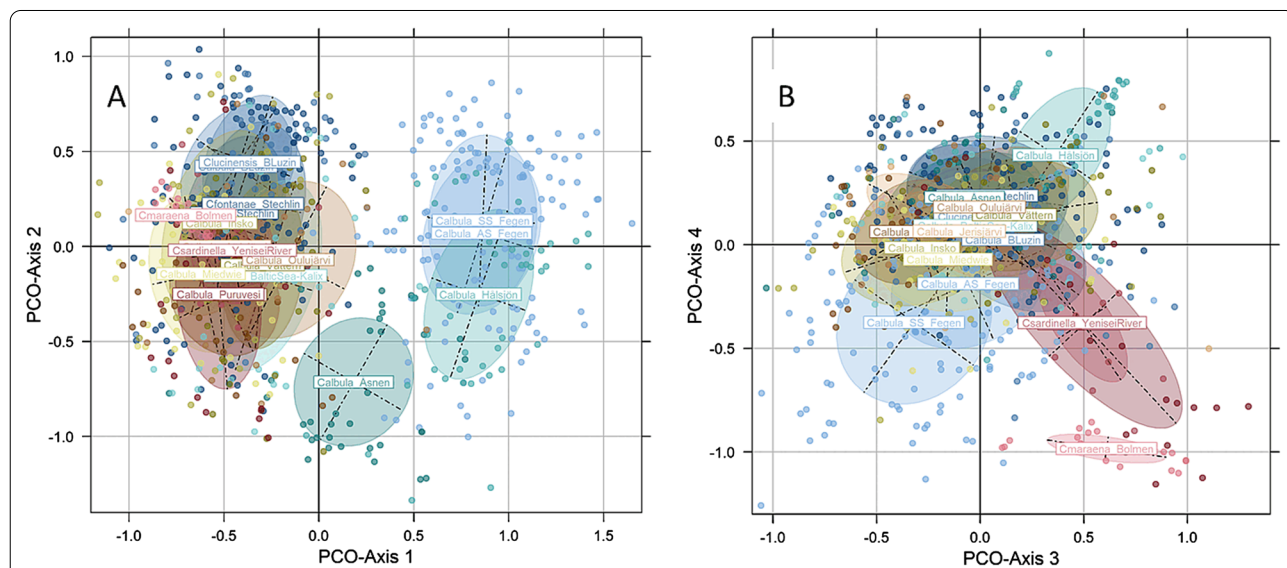 A
1.0
0.5
0.0
-0.5
-1.0
PCO-Axis 2
Clucinensis_BLuzin
Cfontanae_Stechlin
Stechlin
Cmaraena_Bolmen
Calbula_Insko
Csardinella_YeniseiRiver
Calbula_Oulujärvi
Calbula_Vättern
Calbula_Miedwie
BalticSea-Kalix
Calbula_Puruvesi
Calbula_SS_Fegen
Calbula_AS_Fegen
Calbula_Hälsjön
Calbula_Asnen
-1.0
-0.5
0.0
0.5
1.0
1.5
PCO-Axis 1
B
0.5
0.0
-0.5
-1.0
PCO-Axis 4
Calbula_Hälsjön
Calbula_Asnen
echlin
Calbula_Oulujärvi
Calbula_Vättern
Clucin
-Kalix
Calbula
Calbula_Jerisjärvi
Calbula_BLuzin
Calbula_Insko
Calbula_Miedwie
Calbula_AS_Fegen
Calbula_SS_Fegen
Csardinella_YeniseiRiver
Cmaraena_Bolmen
-1.0
-0.5
0.0
0.5
1.0
PCO-Axis 3